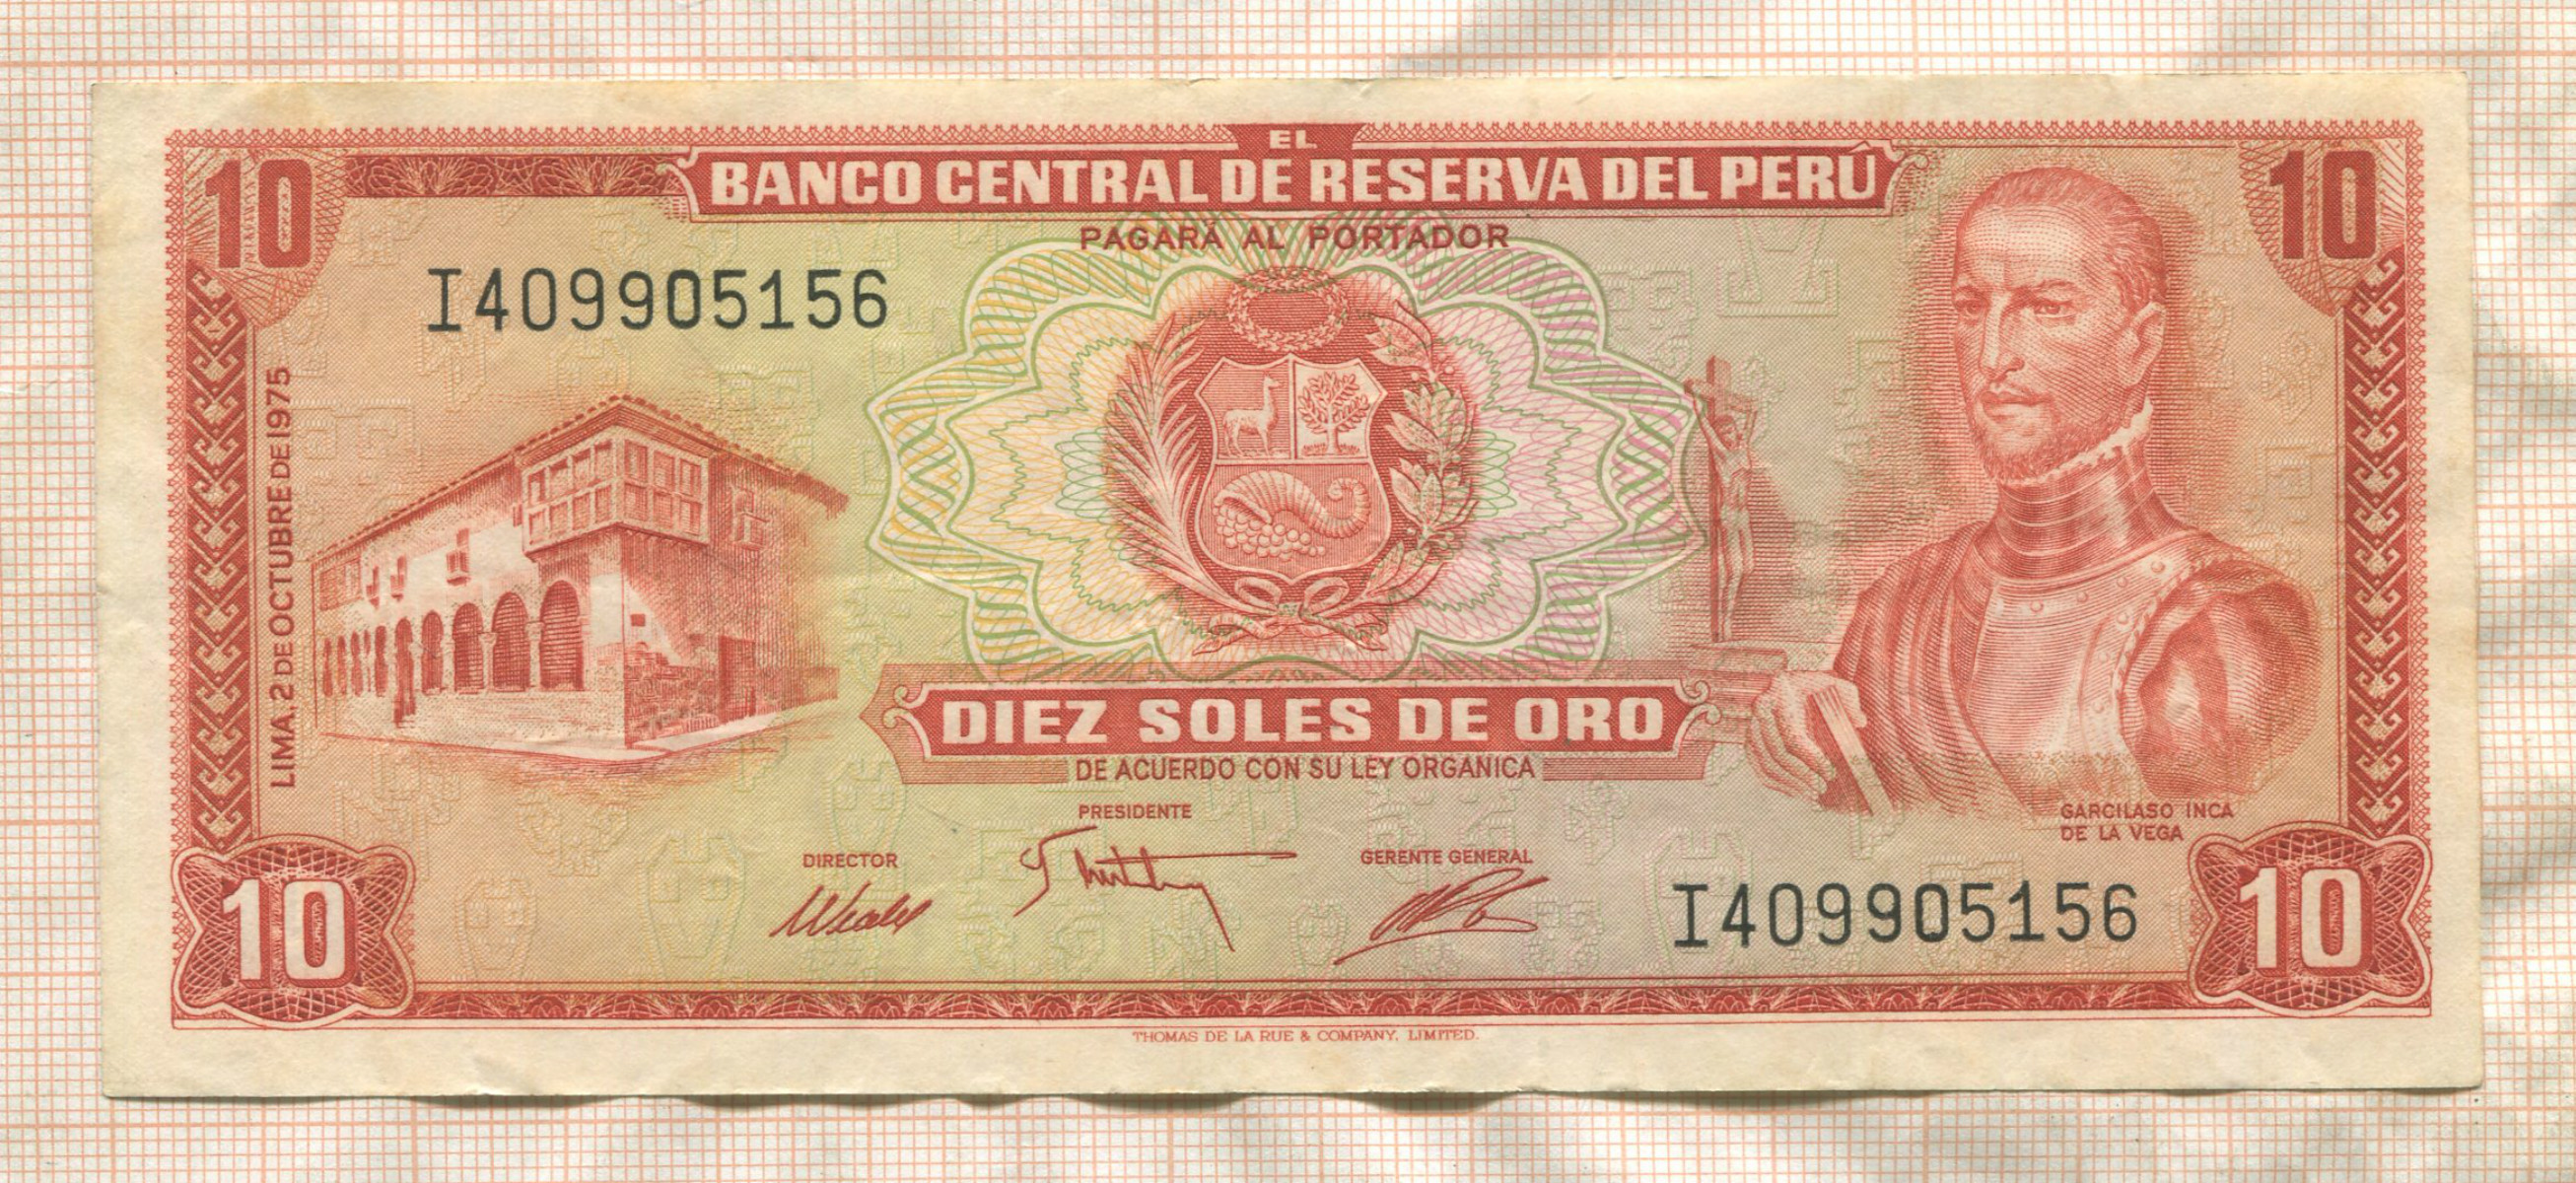 EL
BANCO CENTRAL DE RESERVA DEL PERÚ
10
10
PAGARÁ AL PORTADOR
I409905156
LIMA, 2 DE OCTUBRE DE 1975
DIEZ SOLES DE ORO
DE ACUERDO CON SU LEY ORGANICA
PRESIDENTE
GARCILASO INCA
DE LA VEGA
DIRECTOR
GERENTE GENERAL
I409905156
10
10
THOMAS DE LA RUE & COMPANY, LIMITED.